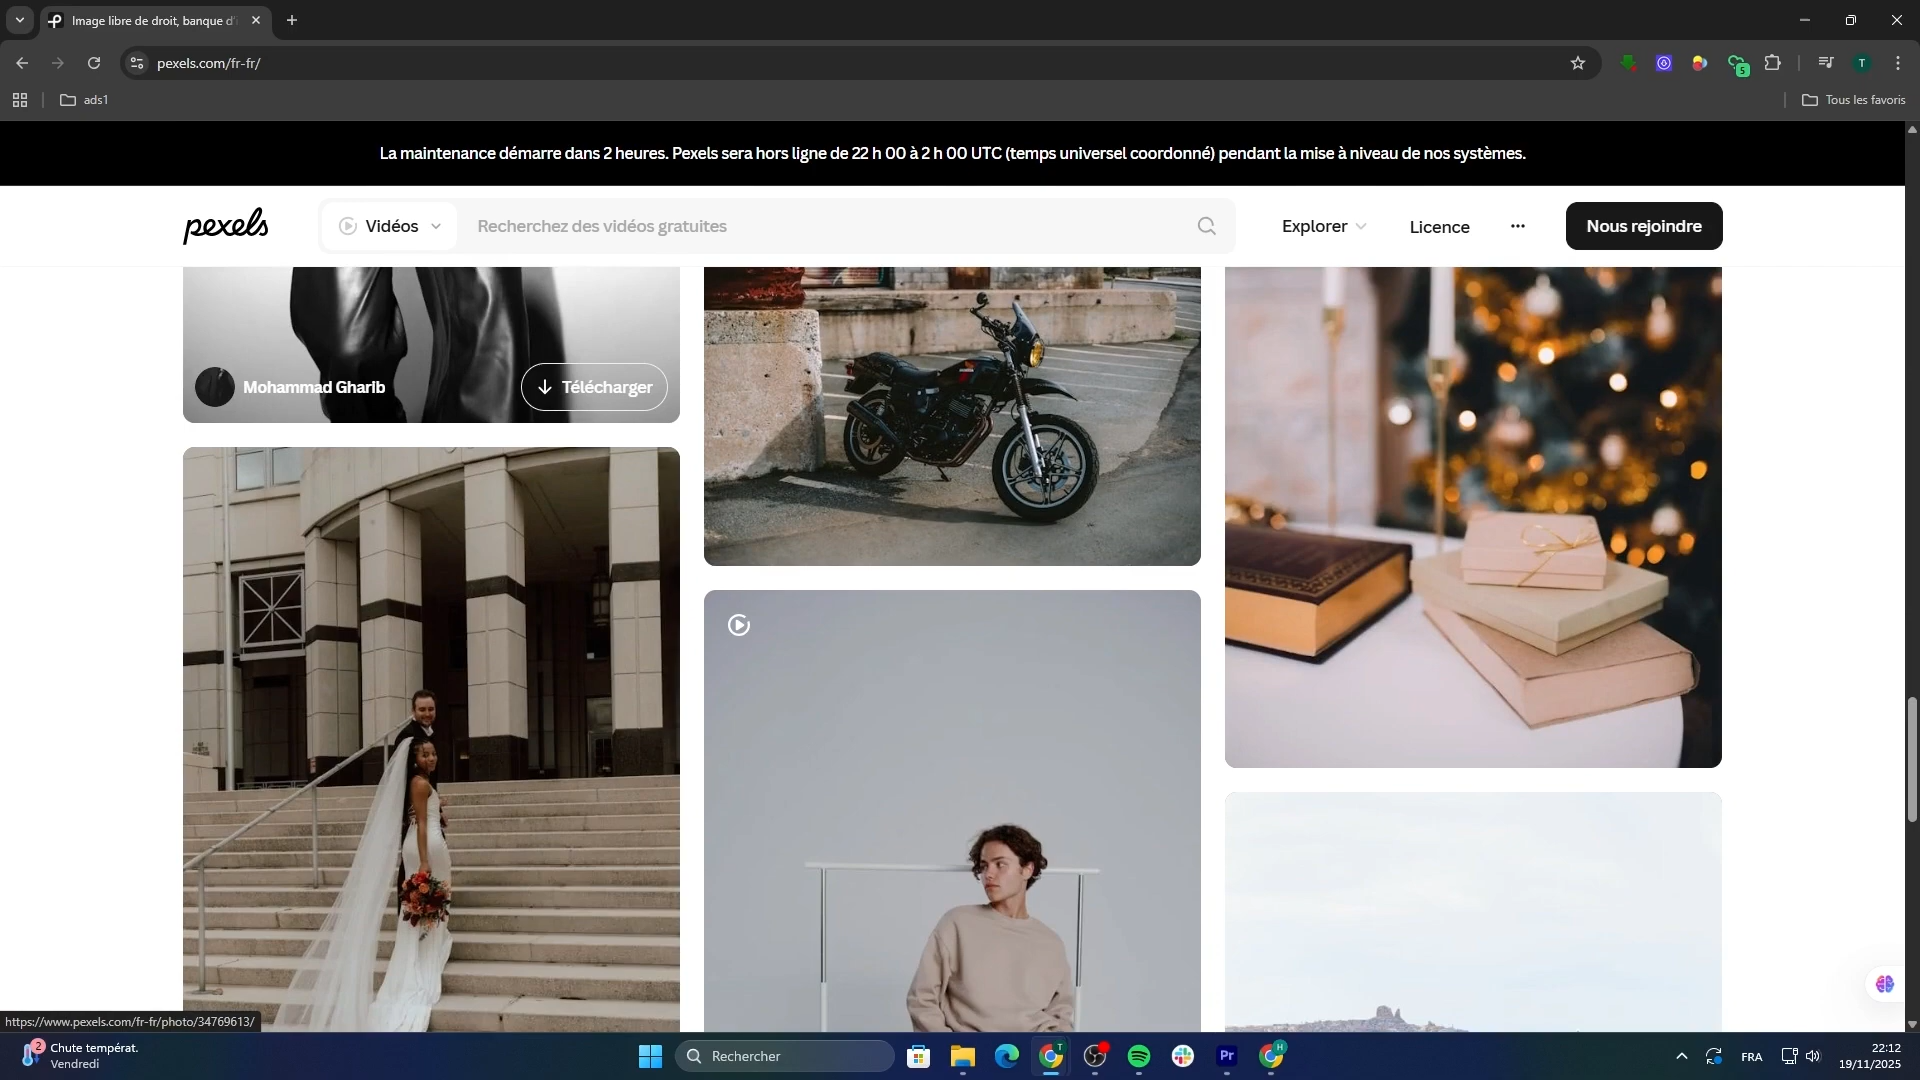 Image libre de droit, banque d'
pexels.com/fr-fr/
5
T
ads1
Tous les favoris
La maintenance démarre dans 2 heures. Pexels sera hors ligne de 22 h 00 à 2 h 00 UTC (temps universel coordonné) pendant la mise à niveau de nos systèmes.
pexels
Vidéos
Recherchez des vidéos gratuites
Explorer
Licence
Nous rejoindre
Mohammad Gharib
Télécharger
https://www.pexels.com/fr-fr/photo/34769613/
2
Chute températ.
Vendredi
Rechercher
T
Pr
H
FRA
22:12
19/11/2025